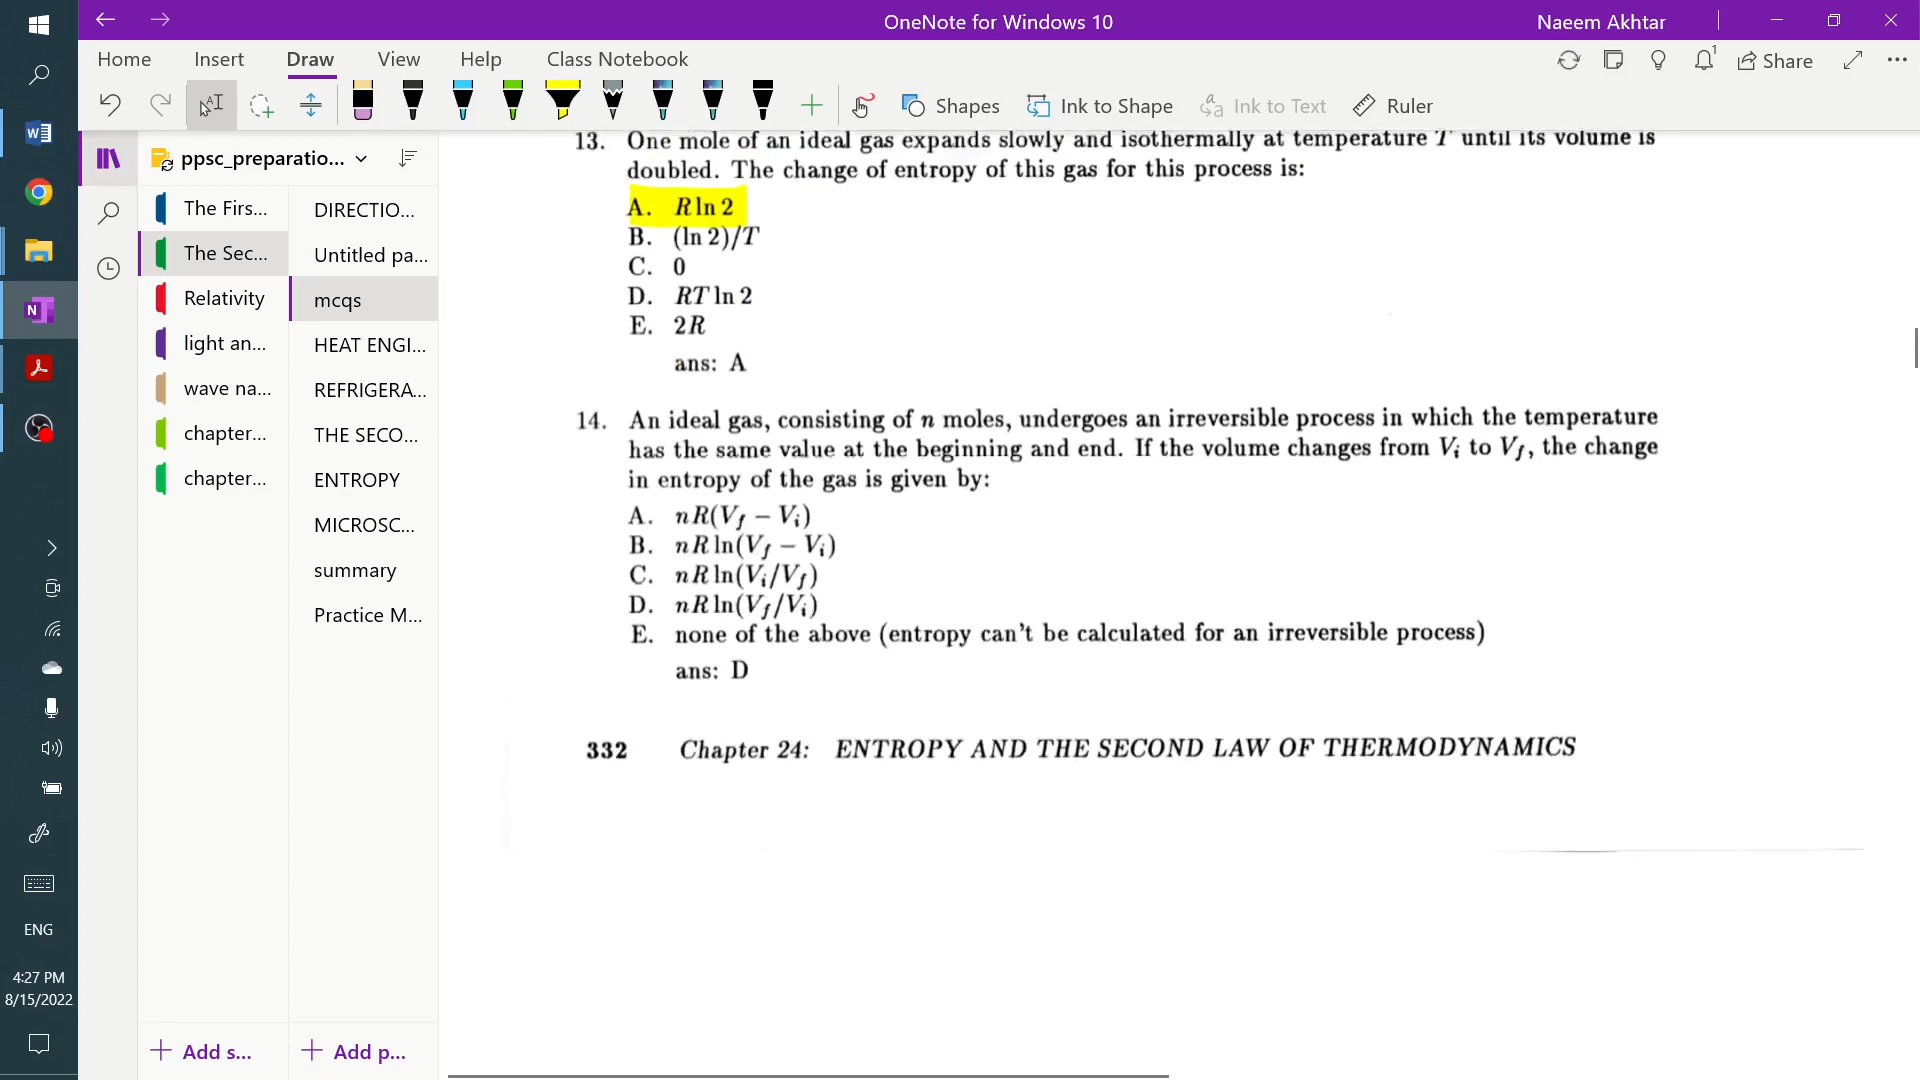 OneNote for Windows 10
Naeem Akhtar
Home Insert Draw View Help Class Notebook
1
Share
Shapes Ink to Shape Ink to Text Ruler
ppsc_preparatio...
The Firs...
The Sec...
Relativity
light an...
wave na...
chapter...
chapter...
Add s...
DIRECTIO...
Untitled pa...
mcqs
HEAT ENGI...
REFRIGERA...
THE SECO...
ENTROPY
MICROSC...
summary
Practice M...
Add p...
13. One mole of an ideal gas expands slowly and isothermally at temperature T until its volume is
doubled. The change of entropy of this gas for this process is:
A. R ln 2
B. (ln 2)/T
C. 0
D. RT ln 2
E. 2R
ans: A
14. An ideal gas, consisting of n moles, undergoes an irreversible process in which the temperature
has the same value at the beginning and end. If the volume changes from Vi to Vf, the change
in entropy of the gas is given by:
A. nR(Vf − Vi)
B. nR ln(Vf − Vi)
C. nR ln(Vi/Vf)
D. nR ln(Vf/Vi)
E. none of the above (entropy can't be calculated for an irreversible process)
ans: D
332 Chapter 24: ENTROPY AND THE SECOND LAW OF THERMODYNAMICS
ENG
4:27 PM
8/15/2022